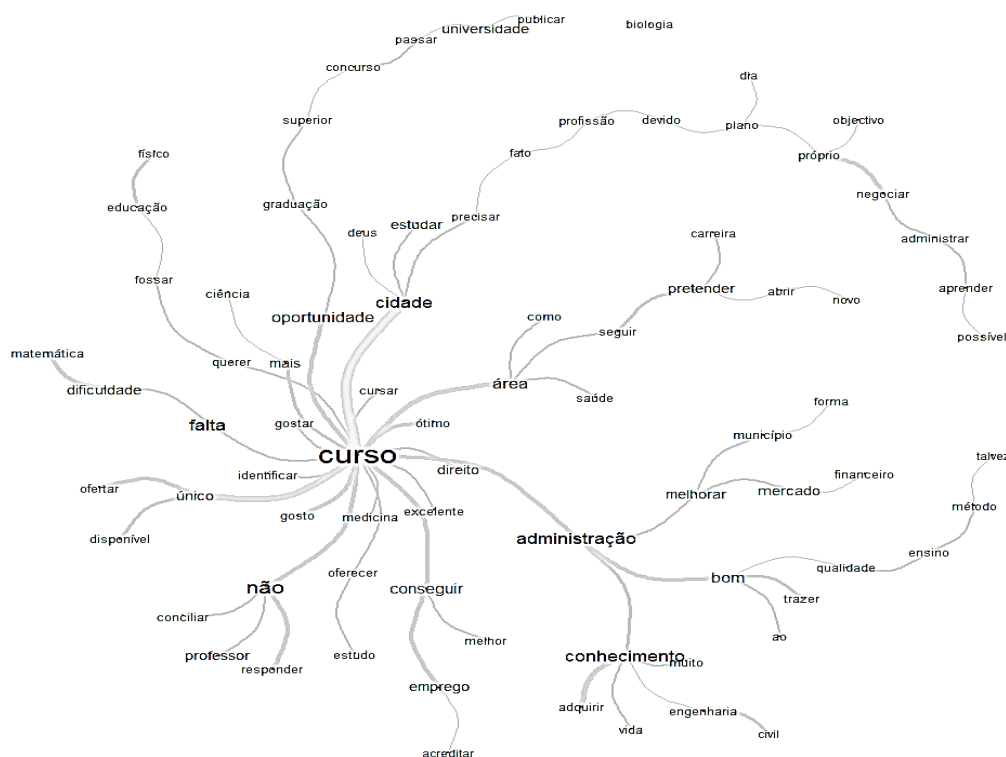 publicar
biologia
universidade
passar
concurso
dia
superior
profissão
devido
plano
objectivo
físico
fato
próprio
educação
graduação
negociar
deus
estudar
precisar
carreira
administrar
fossar
ciência
cidade
pretender
abrir
aprender
oportunidade
como
seguir
novo
possível
matemática
querer
mais
dificuldade
cursar
área
saúde
falta
gostar
ótimo
forma
curso
município
identificar
direito
talvez
ofertar
único
melhorar
mercado
financeiro
gosto
medicina
excelente
método
disponível
administração
ensino
oferecer
bom
qualidade
não
conseguir
trazer
conciliar
ao
professor
responder
estudo
melhor
conhecimento
muito
emprego
adquirir
engenharia
vida
civil
acreditar